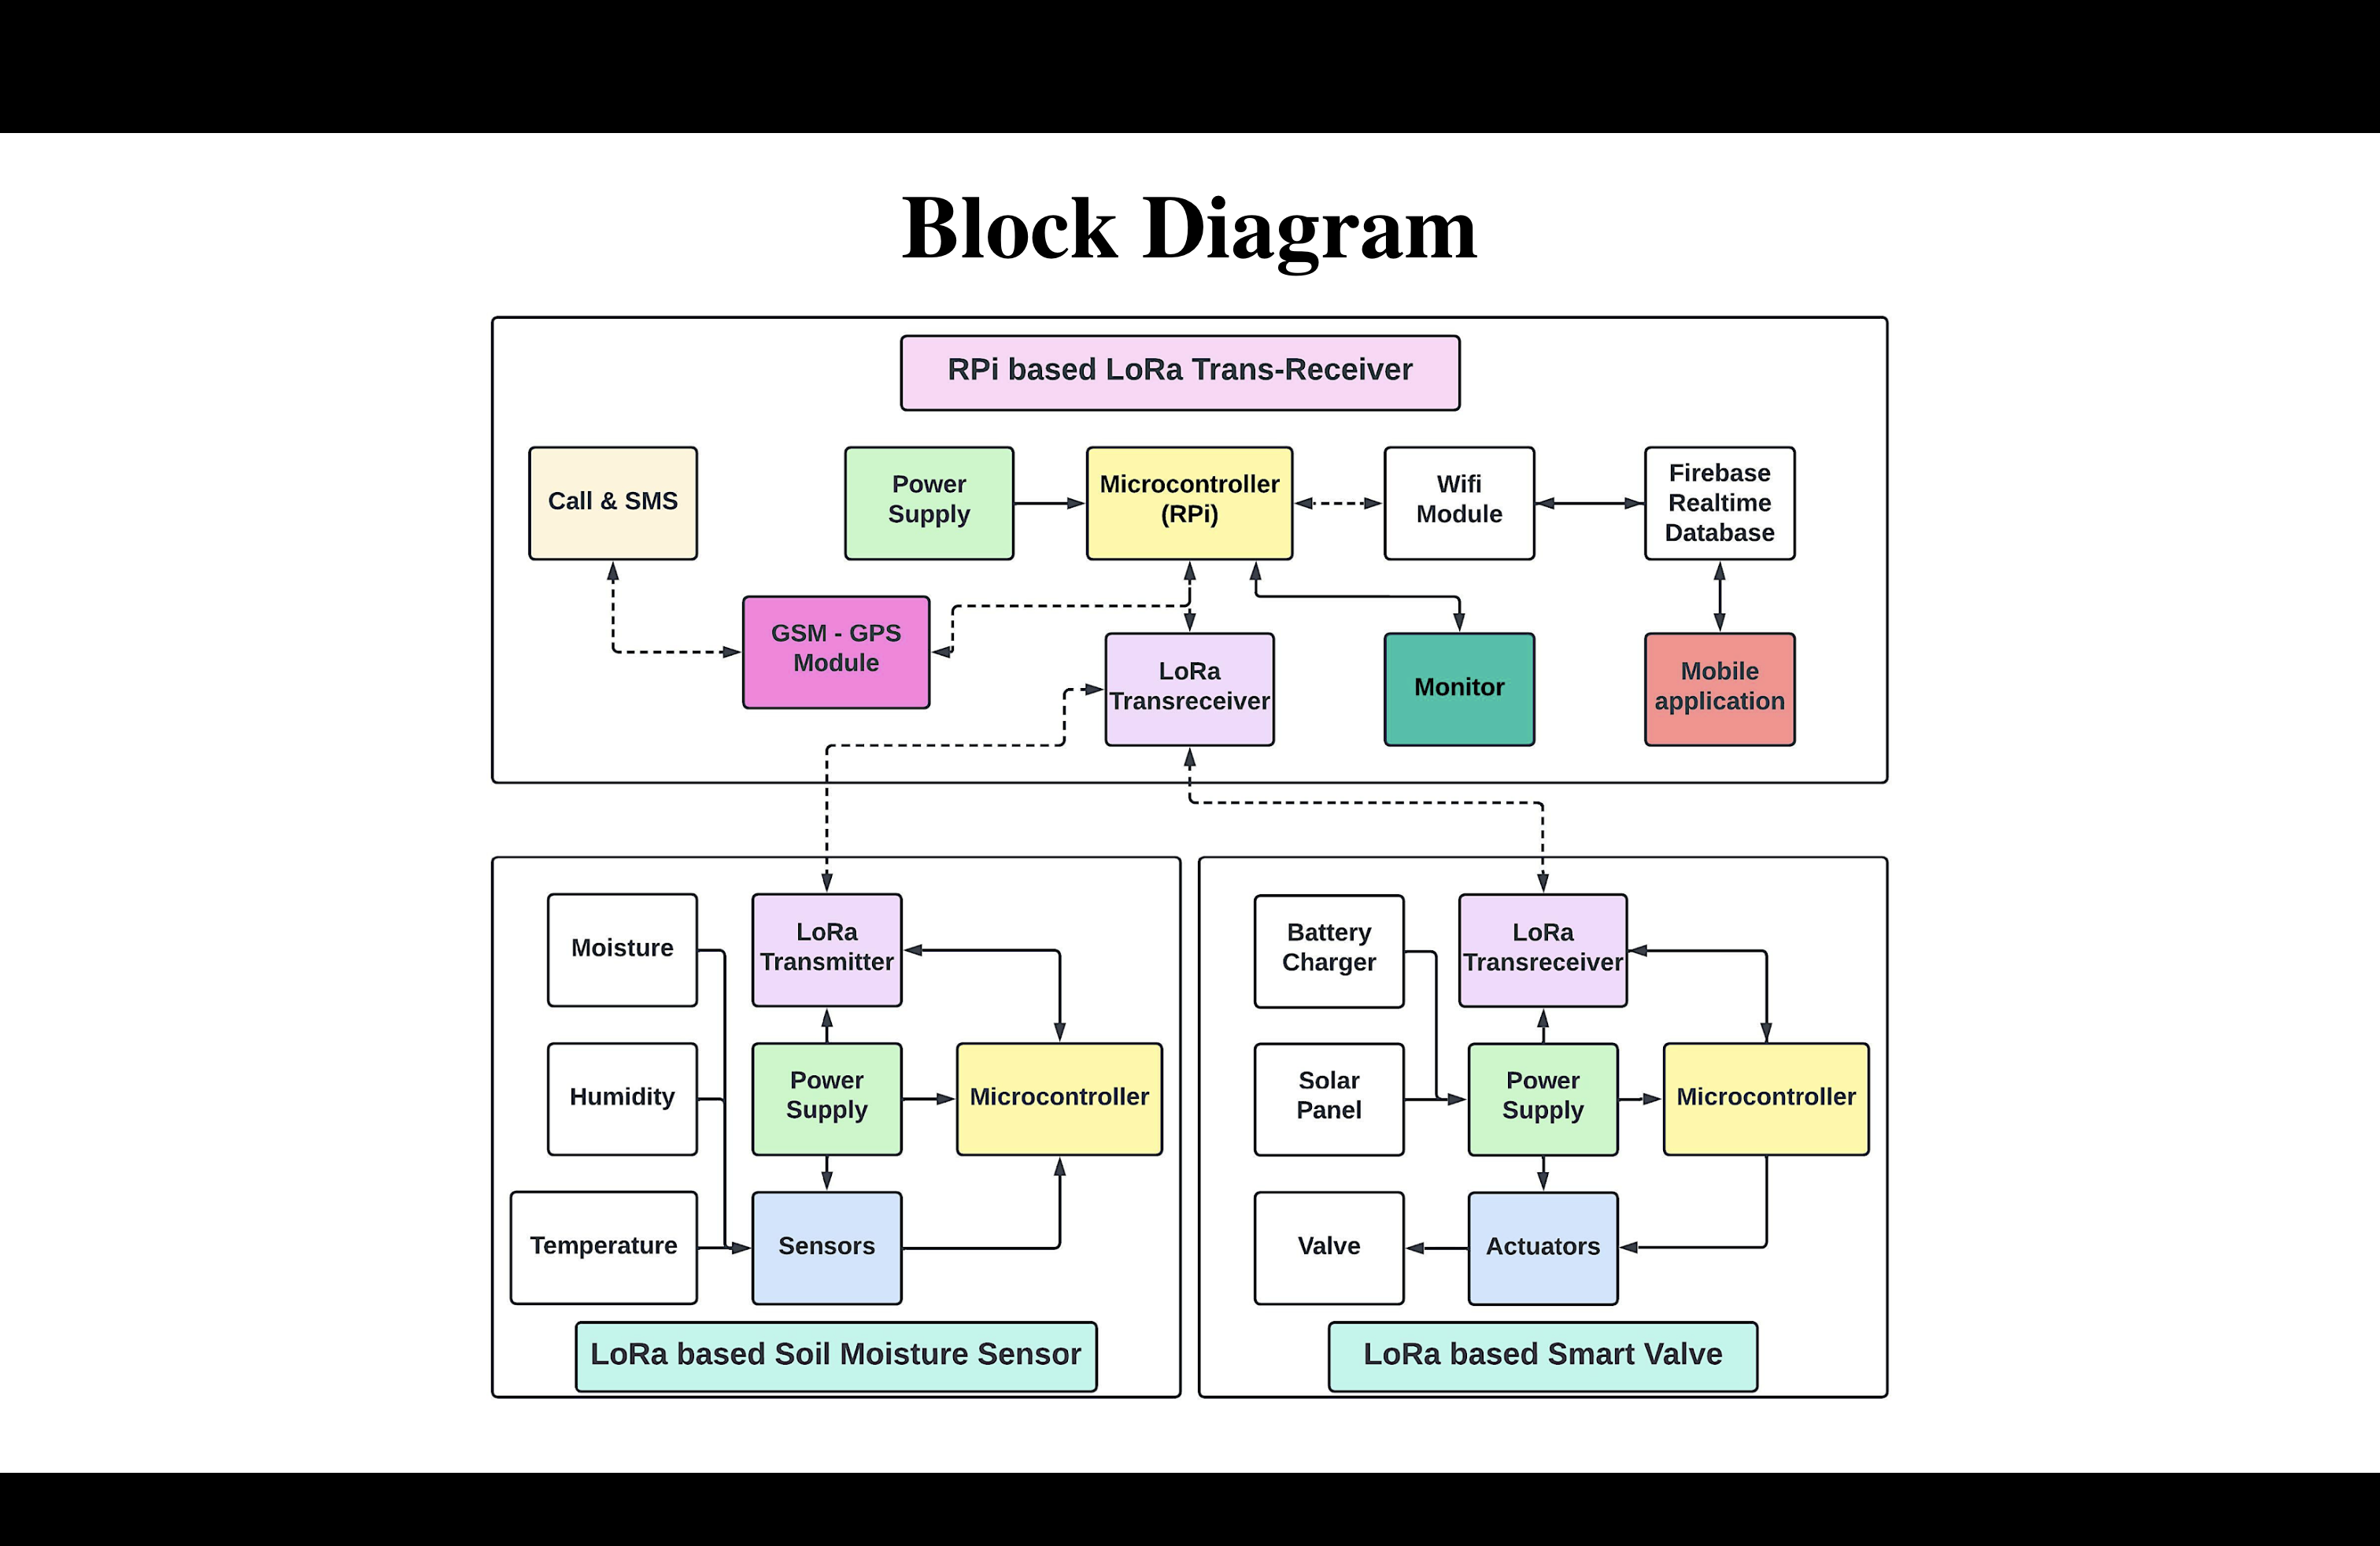 Block Diagram
RPi based LoRa Trans-Receiver
Call & SMS
Power
Supply
Microcontroller
(RPi)
Wifi
Module
Firebase
Realtime
Database
GSM - GPS
Module
LoRa
Transreceiver
Monitor
Mobile
application
Moisture
LoRa
Transmitter
Humidity
Power
Supply
Microcontroller
Temperature
Sensors
LoRa based Soil Moisture Sensor
Battery
Charger
LoRa
Transreceiver
Solar
Panel
Power
Supply
Microcontroller
Valve
Actuators
LoRa based Smart Valve